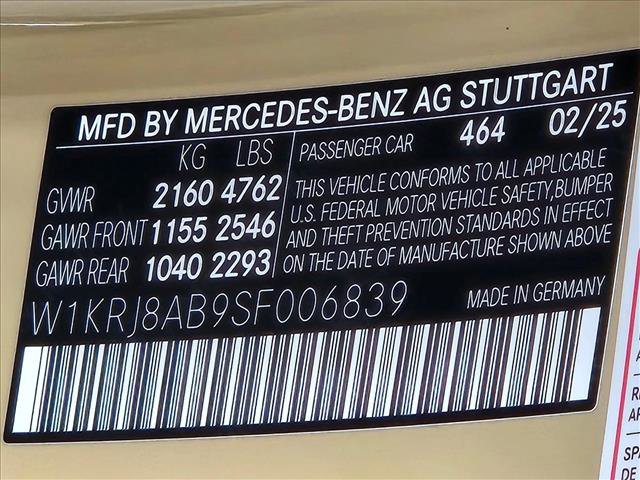 MFD BY MERCEDES-BENZ AG STUTTGART
KG LBS
GVWR 2160 4762
GAWR FRONT 1155 2546
GAWR REAR 1040 2293
PASSENGER CAR 464 02/25
THIS VEHICLE CONFORMS TO ALL APPLICABLE
U.S. FEDERAL MOTOR VEHICLE SAFETY,BUMPER
AND THEFT PREVENTION STANDARDS IN EFFECT
ON THE DATE OF MANUFACTURE SHOWN ABOVE
W1KRJ8AB9SF006839
MADE IN GERMANY